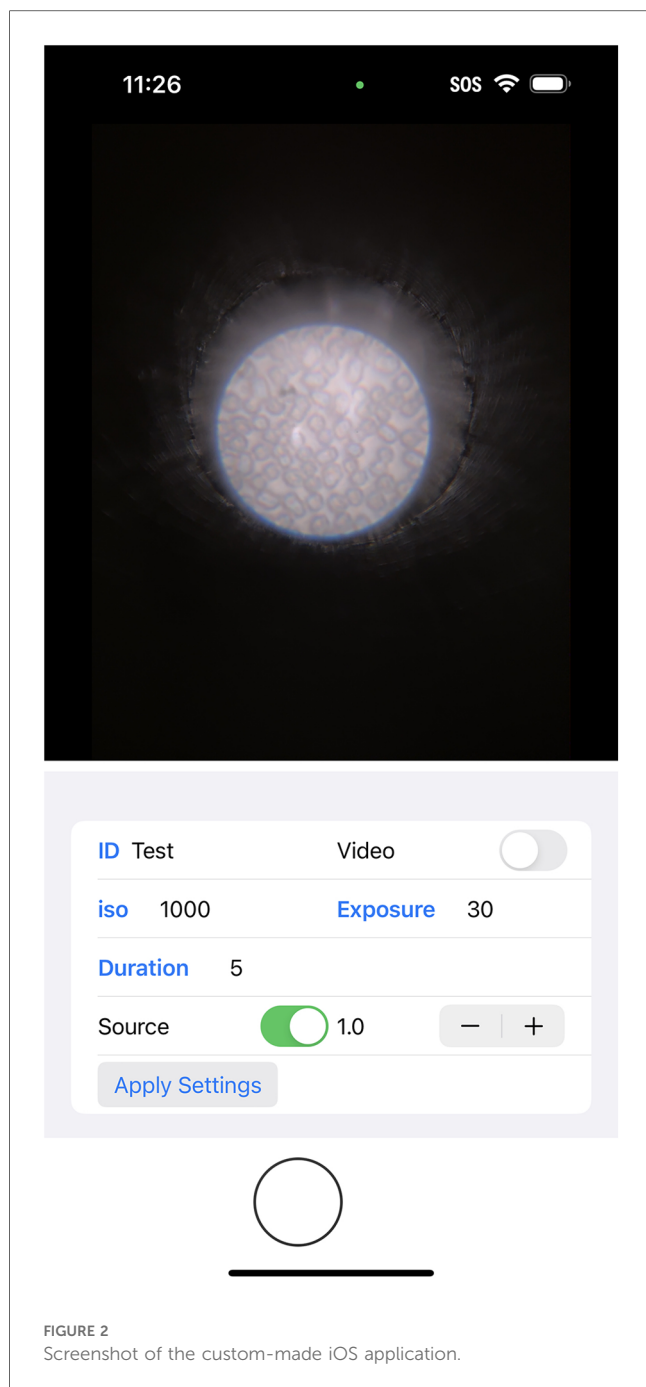 11:26 SOS
ID Test Video
iso 1000 Exposure 30
Duration 5
Source 1.0 − +
Apply Settings
FIGURE 2
Screenshot of the custom-made iOS application.